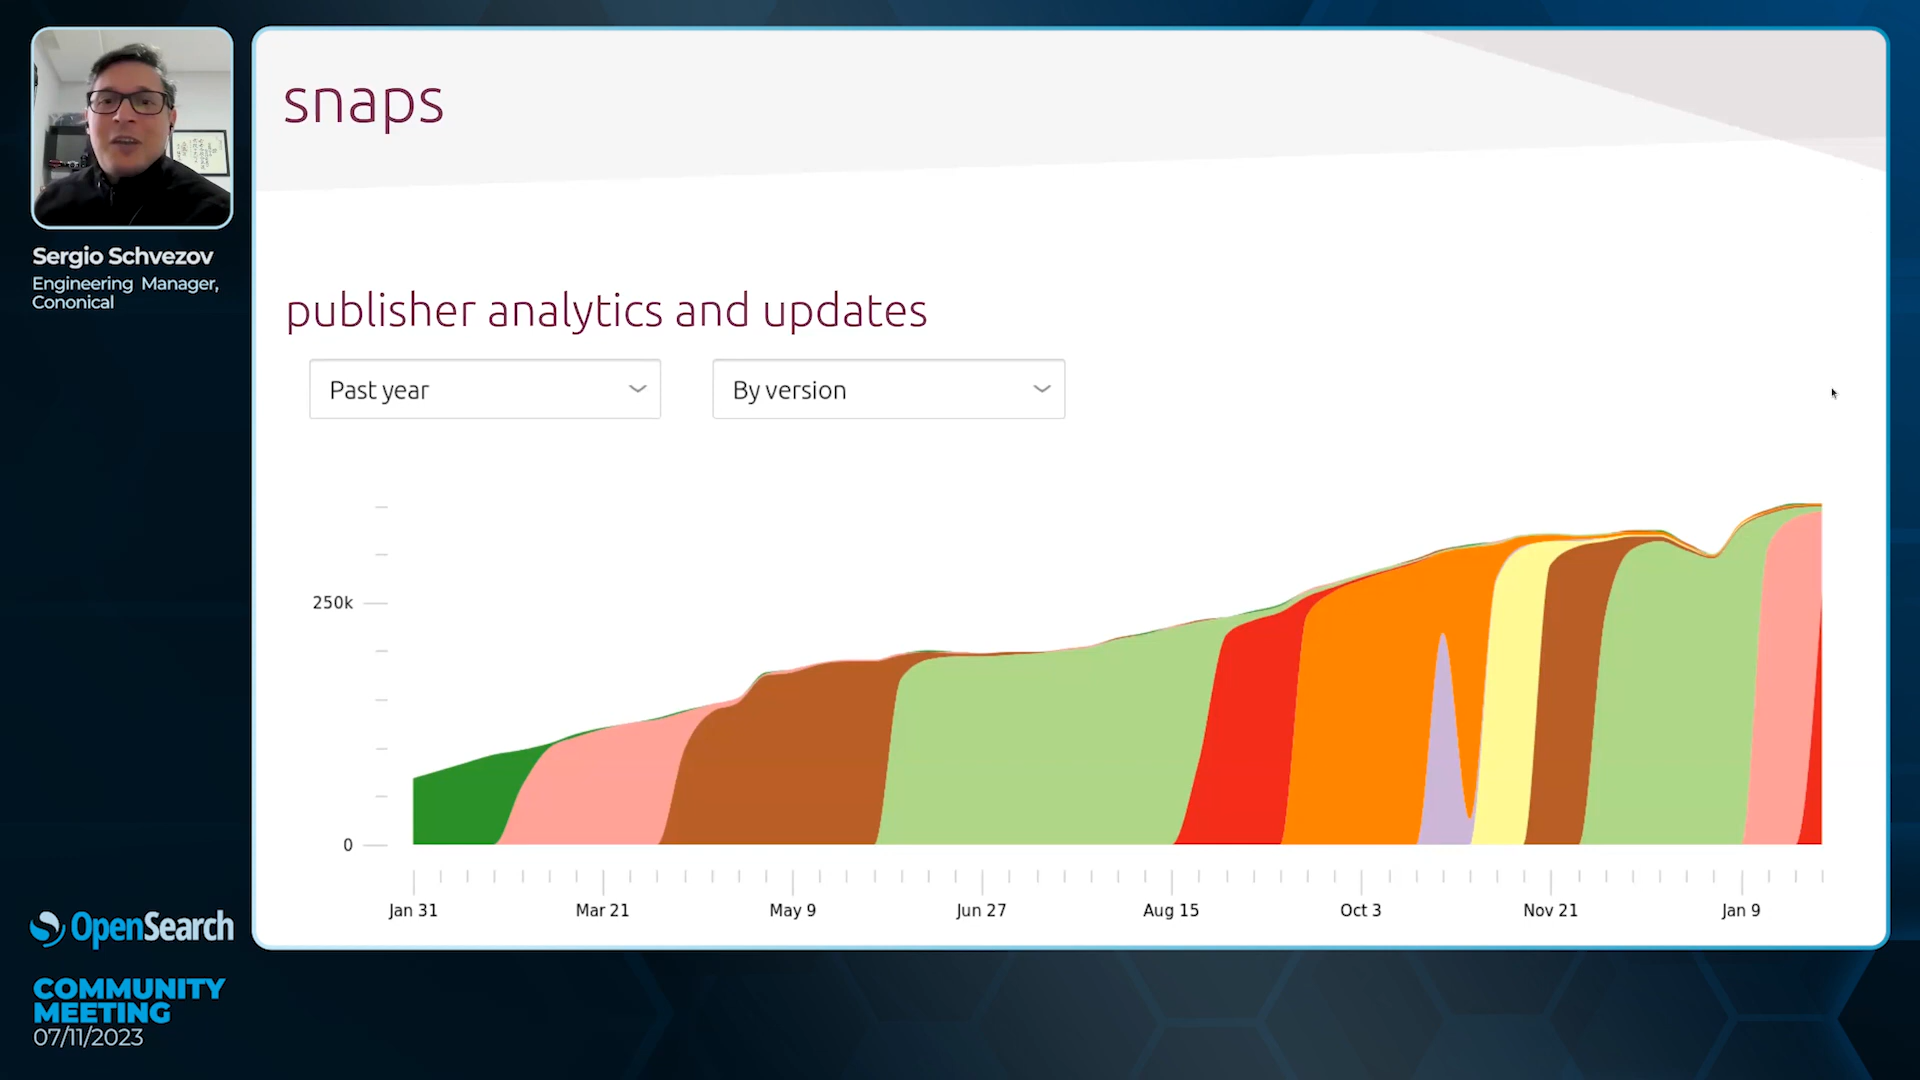 snaps
Sergio Schvezov
Engineering Manager,
Cononical
publisher analytics and updates
Past year
By version
250k
0
Jan 31
Mar 21
May 9
Jun 27
Aug 15
Oct 3
Nov 21
Jan 9
OpenSearch
COMMUNITY
MEETING
07/11/2023